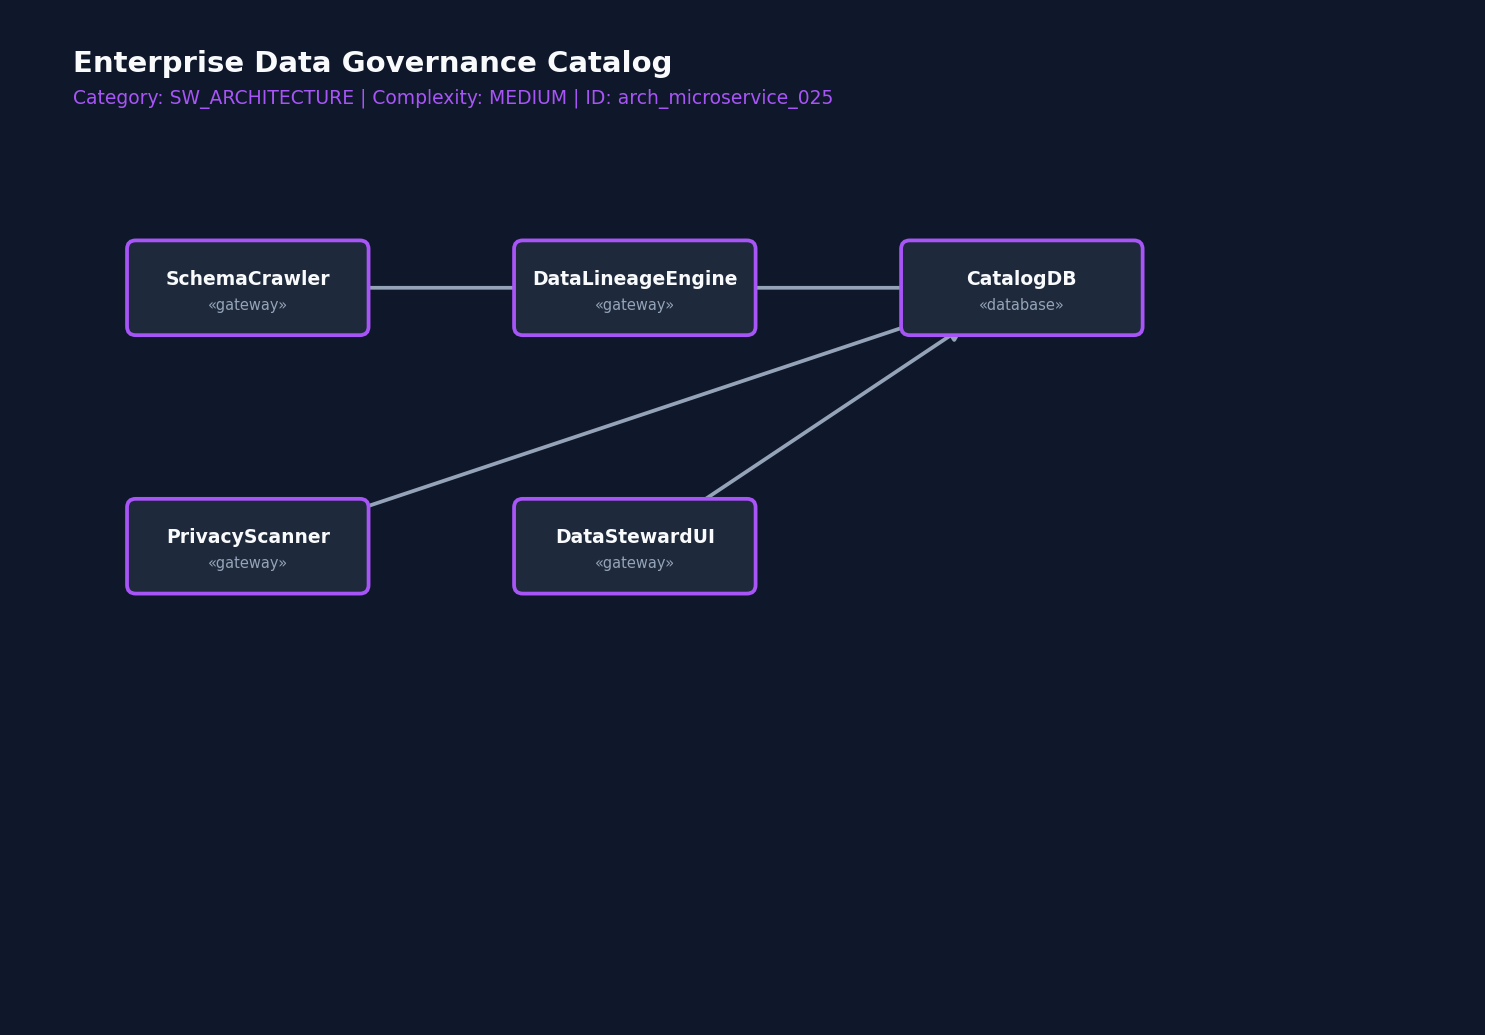 Enterprise Data Governance Catalog
Category: SW_ARCHITECTURE | Complexity: MEDIUM | ID: arch_microservice_025
SchemaCrawler
«gateway»
DataLineageEngine
«gateway»
CatalogDB
«database»
PrivacyScanner
«gateway»
DataStewardUI
«gateway»